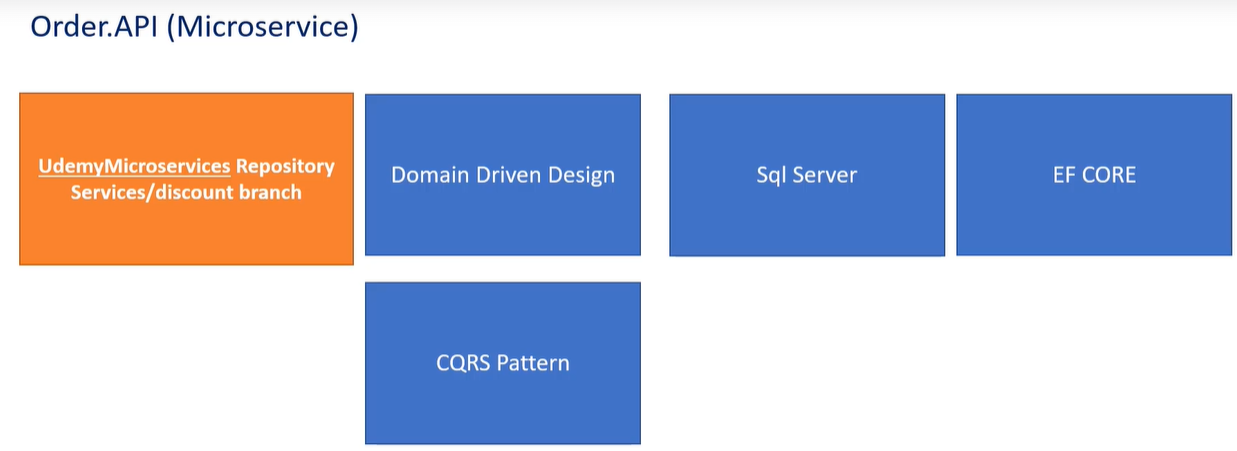 Order.API (Microservice)
UdemyMicroservices Repository
Services/discount branch
Domain Driven Design
Sql Server
EF CORE
CQRS Pattern